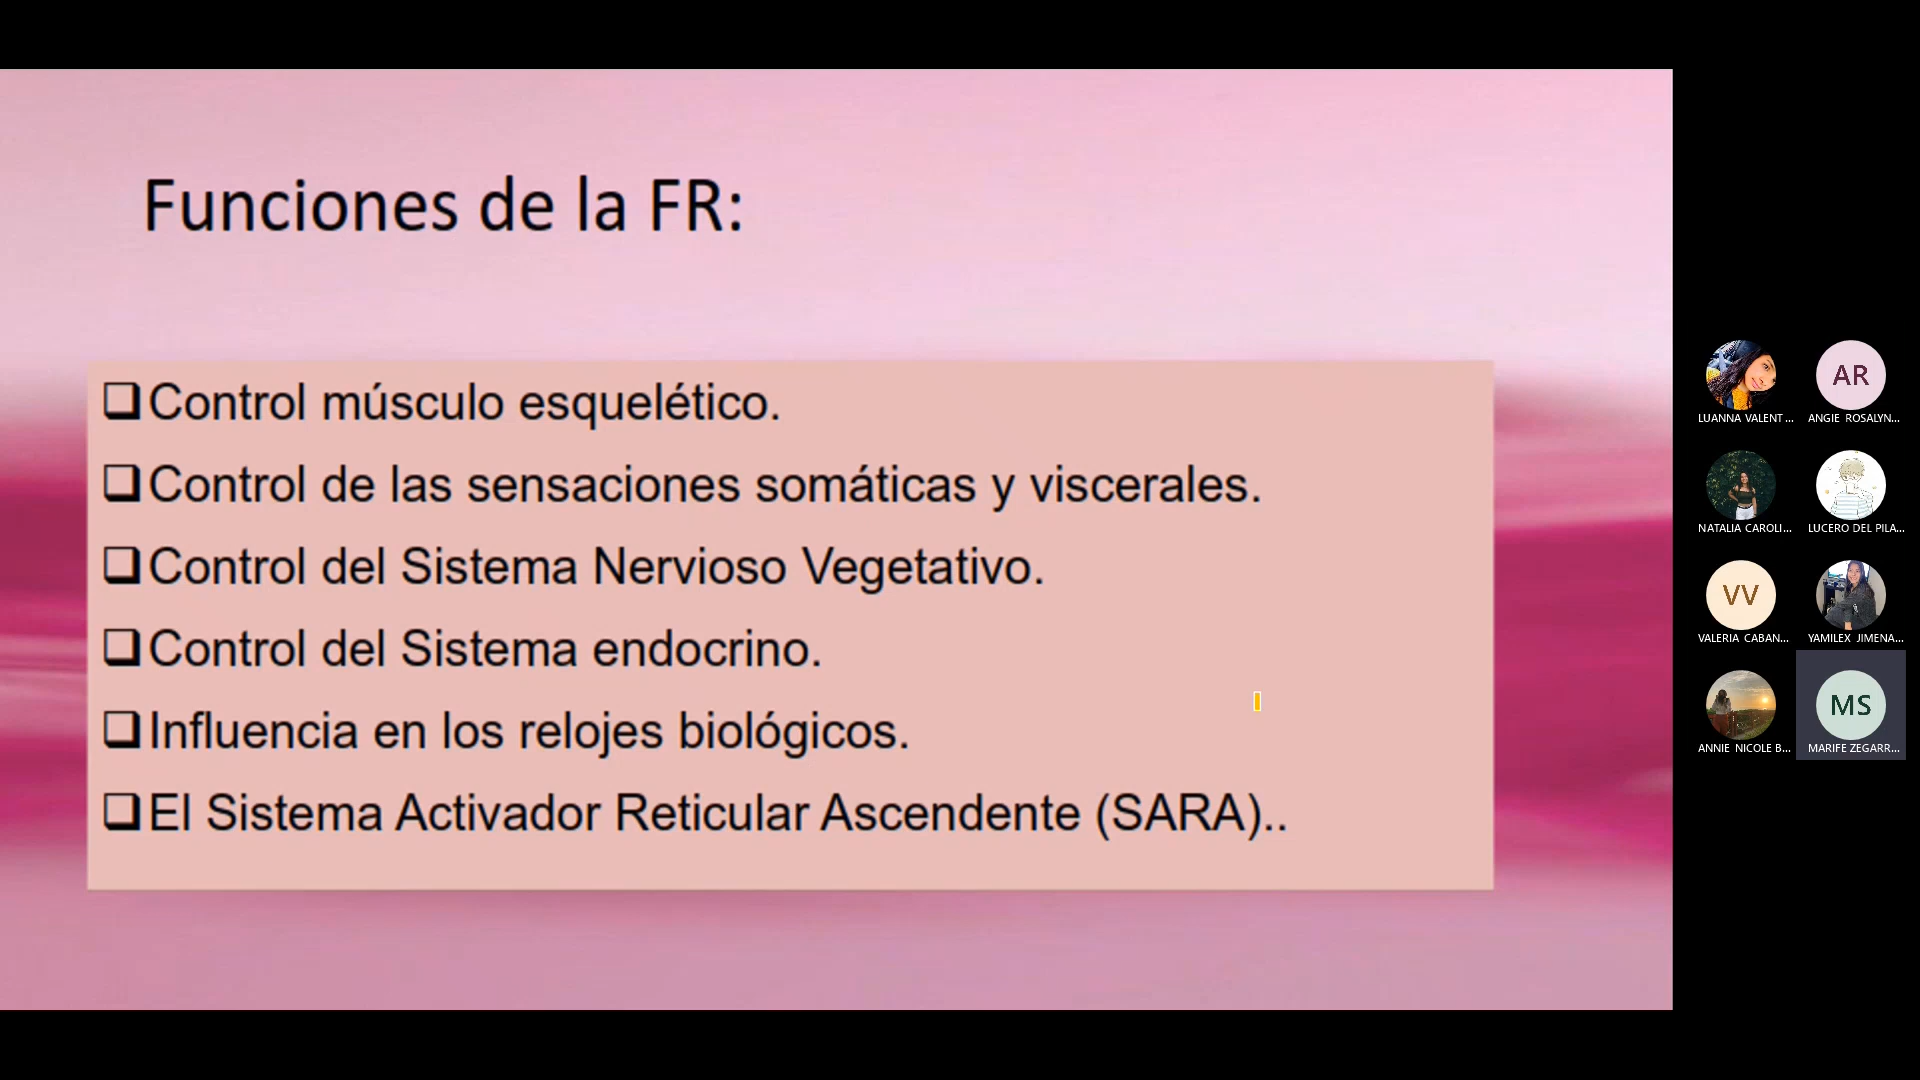 Funciones de la FR:
❑Control músculo esquelético.
❑Control de las sensaciones somáticas y viscerales.
❑Control del Sistema Nervioso Vegetativo.
❑Control del Sistema endocrino.
❑Influencia en los relojes biológicos.
❑El Sistema Activador Reticular Ascendente (SARA)..
AR
LUANNA VALENT...
ANGIE ROSALYN...
NATALIA CAROLI...
LUCERO DEL PILA...
VV
VALERIA CABAN...
YAMILEX JIMENA...
MS
ANNIE NICOLE B...
MARIFE ZEGARR...